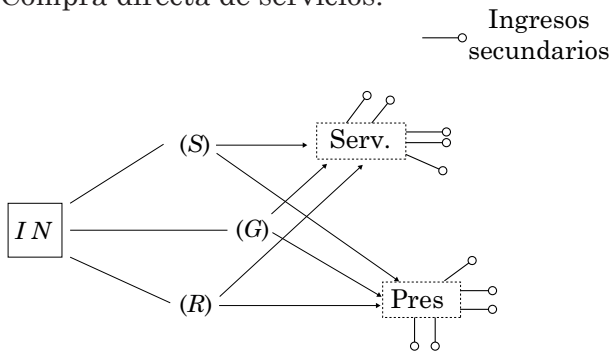 Compra directa de servicios.
Ingresos
secundarios
(S)
Serv.
IN
(G)
(R)
Pres